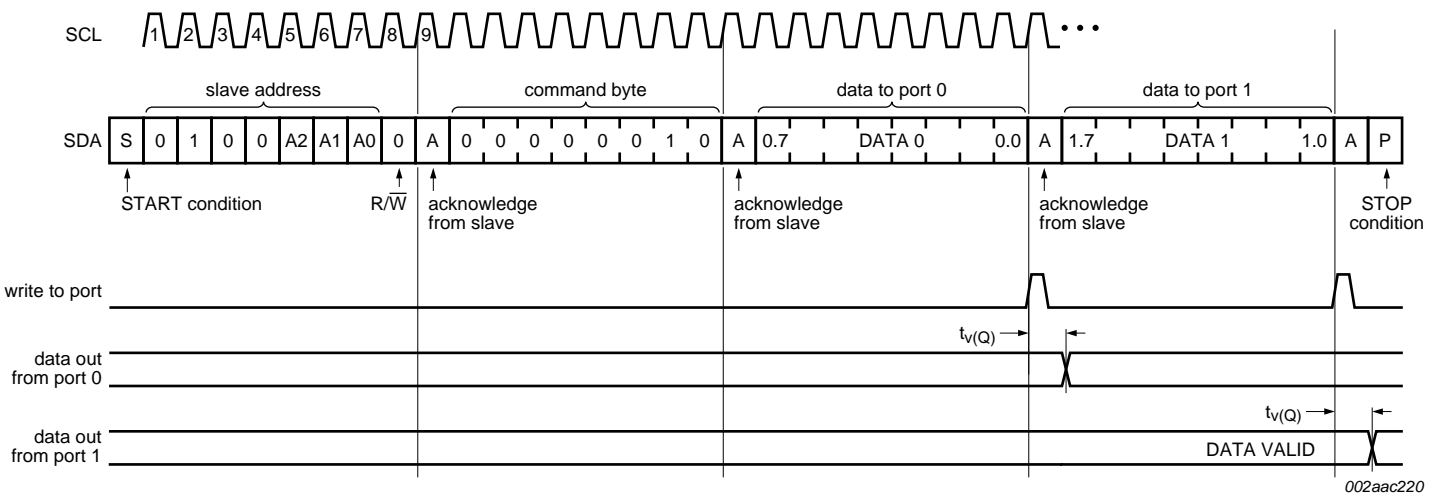 SCL 1 2 3 4 5 6 7 8 9
slave address command byte data to port 0 data to port 1
SDA S 0 1 0 0 A2 A1 A0 0 A 0 0 0 0 0 0 1 0 A 0.7 DATA 0 0.0 A 1.7 DATA 1 1.0 A P
START condition R/W̅ acknowledge acknowledge acknowledge STOP
from slave from slave from slave condition
write to port
tv(Q)
data out
from port 0
tv(Q)
data out
from port 1 DATA VALID
002aac220